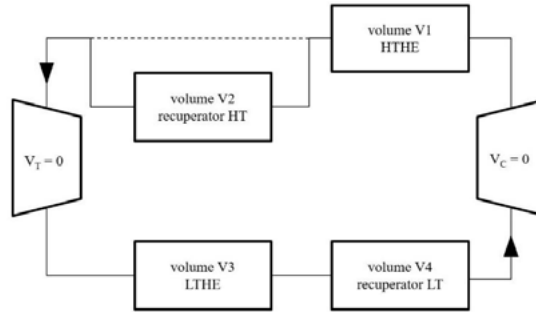 volume V1
HTHE
volume V2
recuperator HT
V_T = 0
V_C = 0
volume V3
LTHE
volume V4
recuperator LT